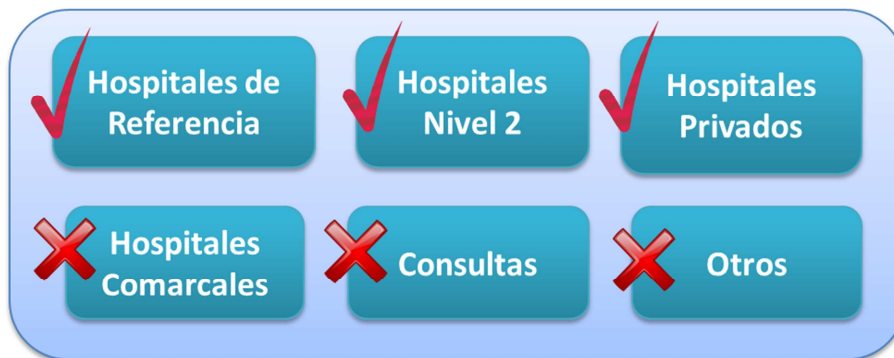 Hospitales de
Referencia
Hospitales
Nivel 2
Hospitales
Privados
Hospitales
Comarcales
Consultas
Otros